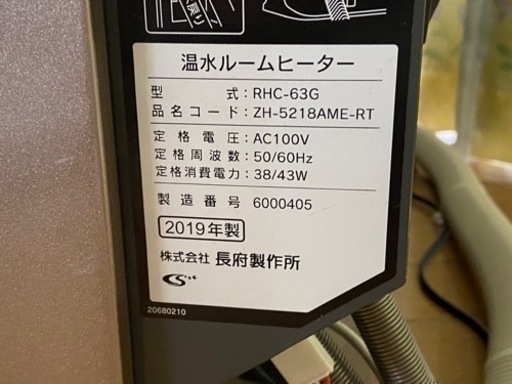 戻り
温水ルームヒーター
型式：RHC-63G
品名コード：ZH-5218AME-RT
定格電圧：AC100V
定格周波数：50/60Hz
定格消費電力：38/43W
製造番号 6000405
2019年製
株式会社 長府製作所
20680210